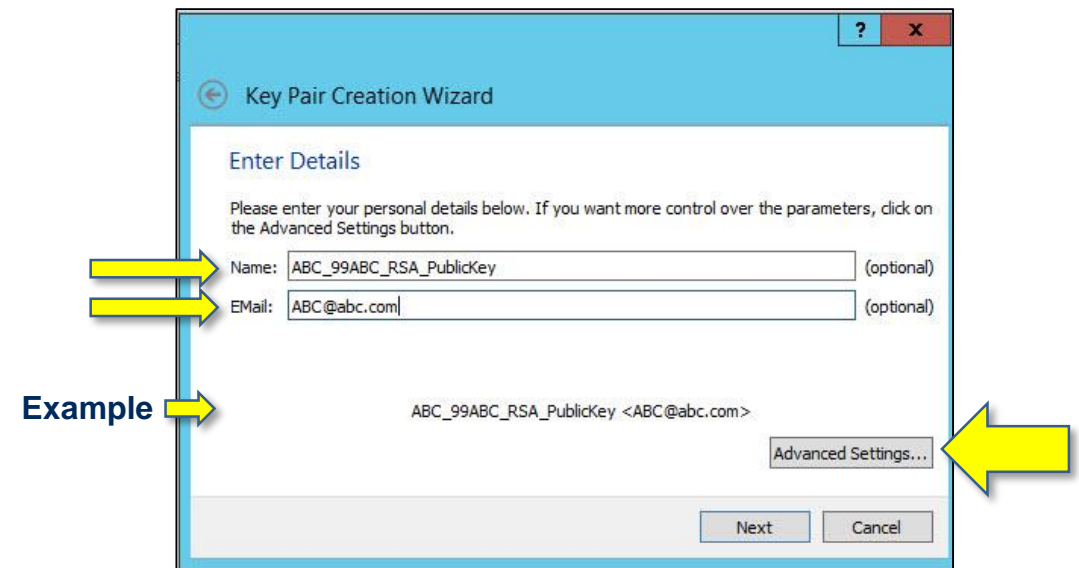 ? x
Key Pair Creation Wizard
Enter Details
Please enter your personal details below. If you want more control over the parameters, click on
the Advanced Settings button.
Name: ABC_99ABC_RSA_PublicKey (optional)
EMail: ABC@abc.com (optional)
Example ABC_99ABC_RSA_PublicKey <ABC@abc.com>
Advanced Settings...
Next Cancel